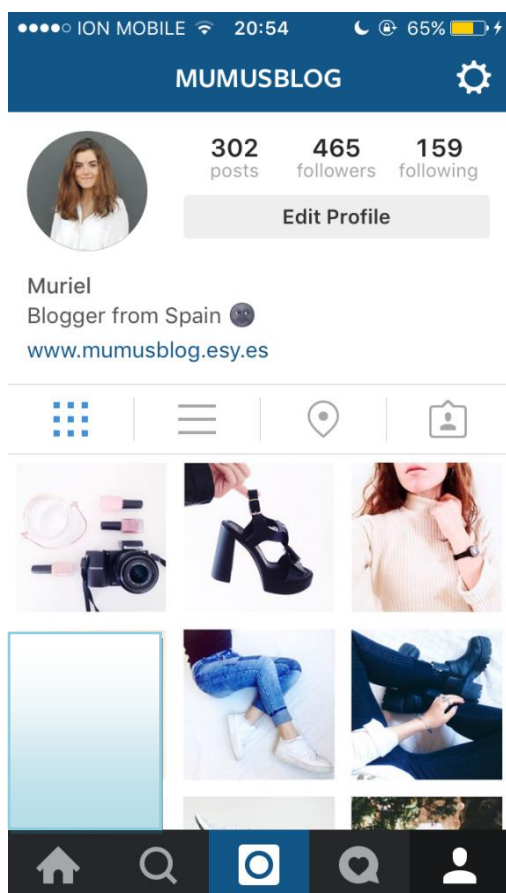 ION MOBILE 20:54 65%
MUMUSBLOG
302 465 159
posts followers following
Edit Profile
Muriel
Blogger from Spain 🌚
www.mumusblog.esy.es